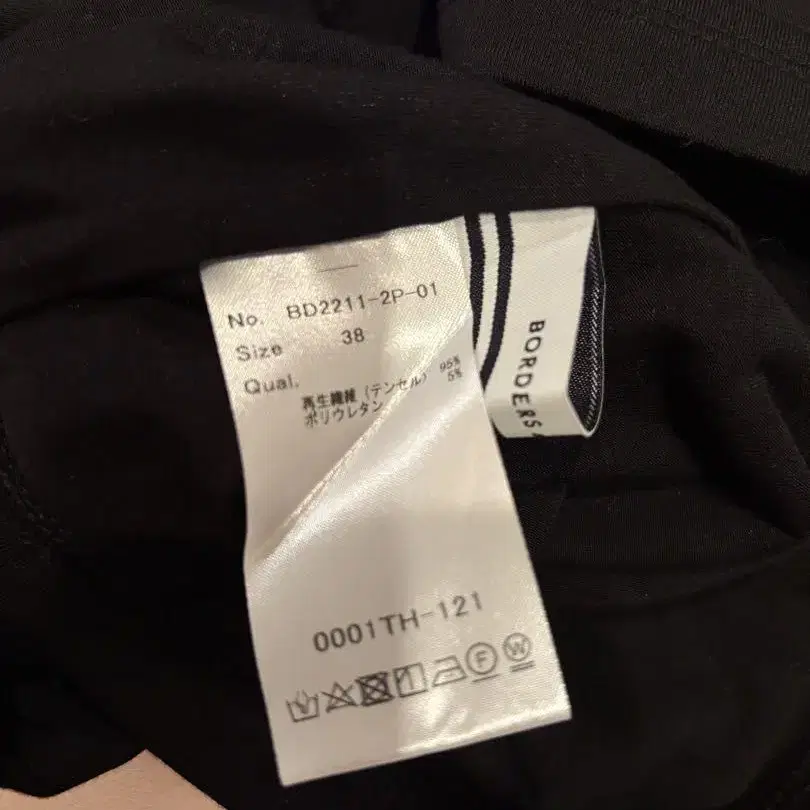 No. BD2211-2P-01
Size 38
Qual.
再生繊維 (テンセル) 95%
ポリウレタン 5%
0001TH-121
F W
BORDERS